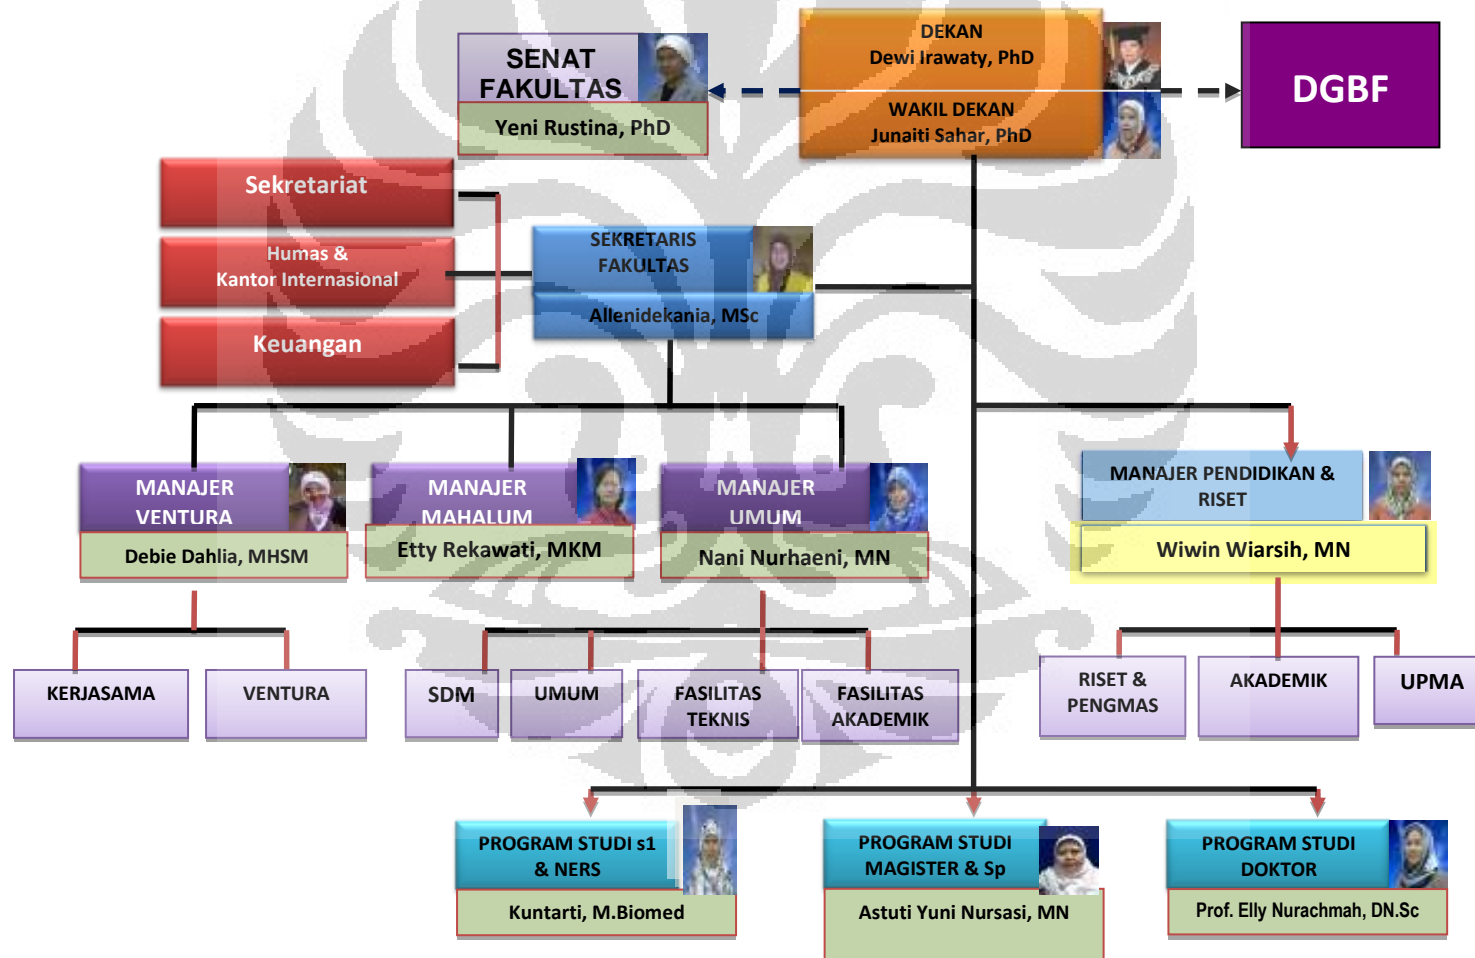 SENAT
FAKULTAS
Yeni Rustina, PhD
DEKAN
Dewi Irawaty, PhD
WAKIL DEKAN
Junaiti Sahar, PhD
DGBF
Sekretariat
Humas &
Kantor Internasional
Keuangan
SEKRETARIS
FAKULTAS
Allenidekania, MSc
MANAJER
VENTURA
Debie Dahlia, MHSM
MANAJER
MAHALUM
Etty Rekawati, MKM
MANAJER
UMUM
Nani Nurhaeni, MN
MANAJER PENDIDIKAN &
RISET
Wiwin Wiarsih, MN
KERJASAMA
VENTURA
SDM
UMUM
FASILITAS
TEKNIS
FASILITAS
AKADEMIK
RISET &
PENGMAS
AKADEMIK
UPMA
PROGRAM STUDI s1
& NERS
Kuntarti, M.Biomed
PROGRAM STUDI
MAGISTER & Sp
Astuti Yuni Nursasi, MN
PROGRAM STUDI
DOKTOR
Prof. Elly Nurachmah, DN.Sc